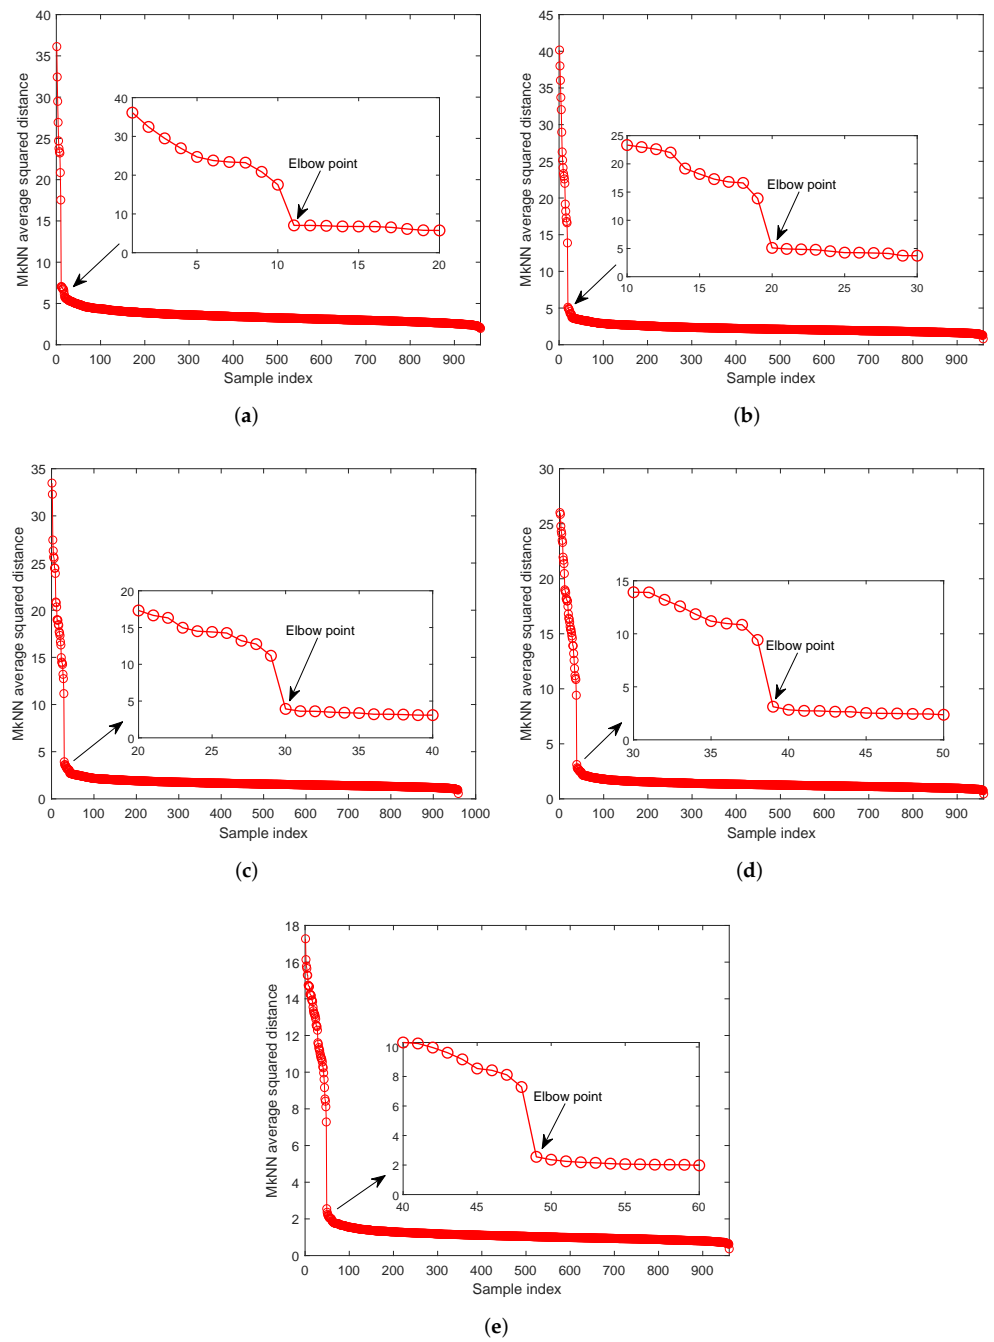 40
35
30
25
20
15
10
5
0
MkNN average squared distance
40
30
20
10
0
Elbow point
5 10 15 20
0 100 200 300 400 500 600 700 800 900
Sample index
(a)
45
40
35
30
25
20
15
10
5
0
MkNN average squared distance
25
20
15
10
5
0
Elbow point
10 15 20 25 30
0 100 200 300 400 500 600 700 800 900
Sample index
(b)
35
30
25
20
15
10
5
0
MkNN average squared distance
20
15
10
5
0
Elbow point
20 25 30 35 40
0 100 200 300 400 500 600 700 800 900 1000
Sample index
(c)
30
25
20
15
10
5
0
MkNN average squared distance
15
10
5
0
Elbow point
30 35 40 45 50
0 100 200 300 400 500 600 700 800 900
Sample index
(d)
18
16
14
12
10
8
6
4
2
0
MkNN average squared distance
10
8
6
4
2
0
Elbow point
40 45 50 55 60
0 100 200 300 400 500 600 700 800 900
Sample index
(e)